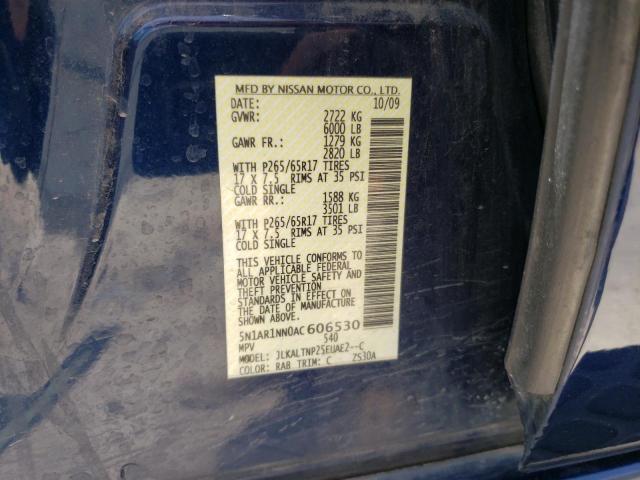 MFD BY NISSAN MOTOR CO., LTD.
DATE: 10/09
GVWR: 2722 KG
6000 LB
GAWR FR.: 1279 KG
2820 LB
WITH P265/65R17 TIRES
17 X 7.5 RIMS AT 35 PSI
COLD SINGLE
GAWR RR.: 1588 KG
3501 LB
WITH P265/65R17 TIRES
17 X 7.5 RIMS AT 35 PSI
COLD SINGLE
THIS VEHICLE CONFORMS TO
ALL APPLICABLE FEDERAL
MOTOR VEHICLE SAFETY AND
THEFT PREVENTION
STANDARDS IN EFFECT ON
THE DATE OF MANUFACTURE
SHOWN ABOVE.
5N1AR1NN0AC606530
MPV 540
MODEL: JLKALTNP25EUAE2--C
COLOR: RAB TRIM: C ZS30A